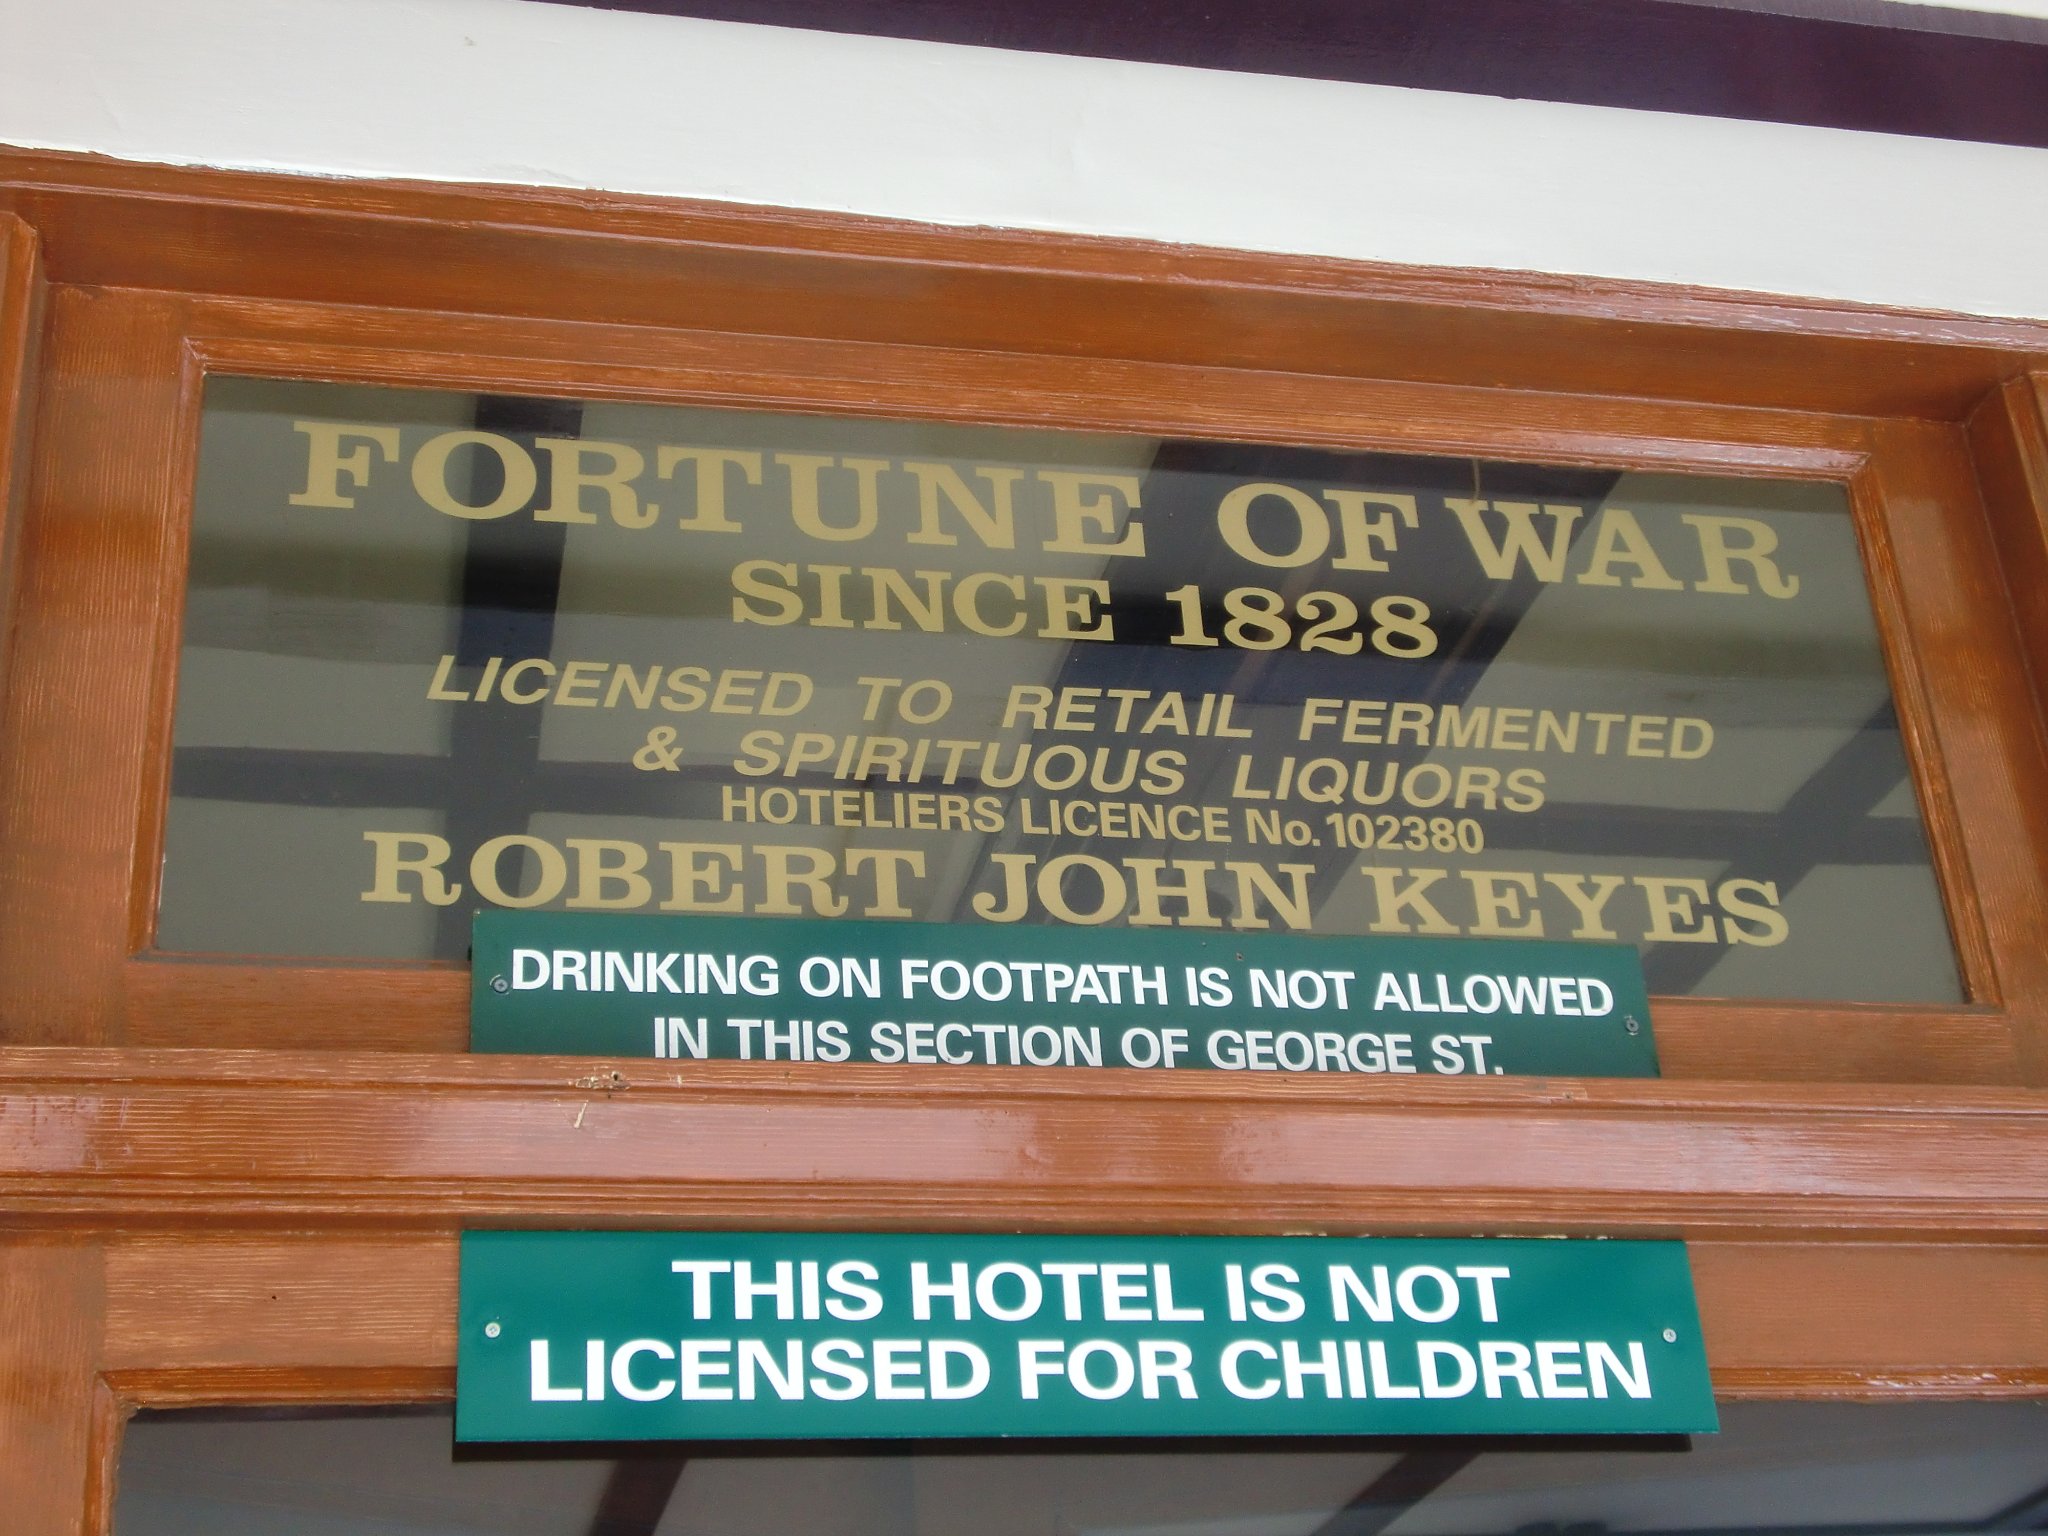 FORTUNE OF WAR
SINCE 1828
LICENSED TO RETAIL FERMENTED
& SPIRITUOUS LIQUORS
HOTELIERS LICENCE No. 102380
ROBERT JOHN KEYES
DRINKING ON FOOTPATH IS NOT ALLOWED
IN THIS SECTION OF GEORGE ST.
THIS HOTEL IS NOT
LICENSED FOR CHILDREN